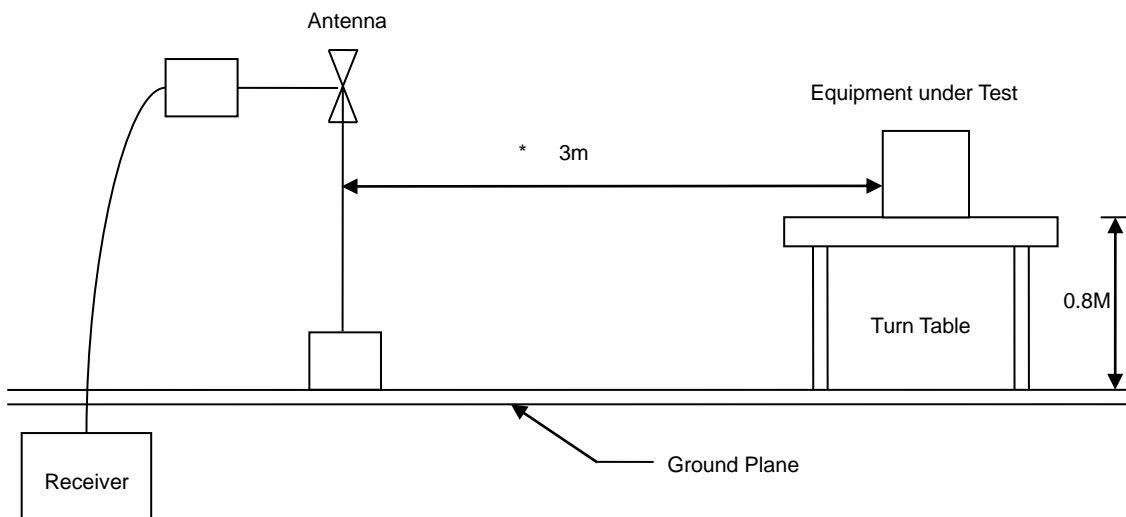 Antenna
Equipment under Test
* 3m
0.8M
Turn Table
Ground Plane
Receiver